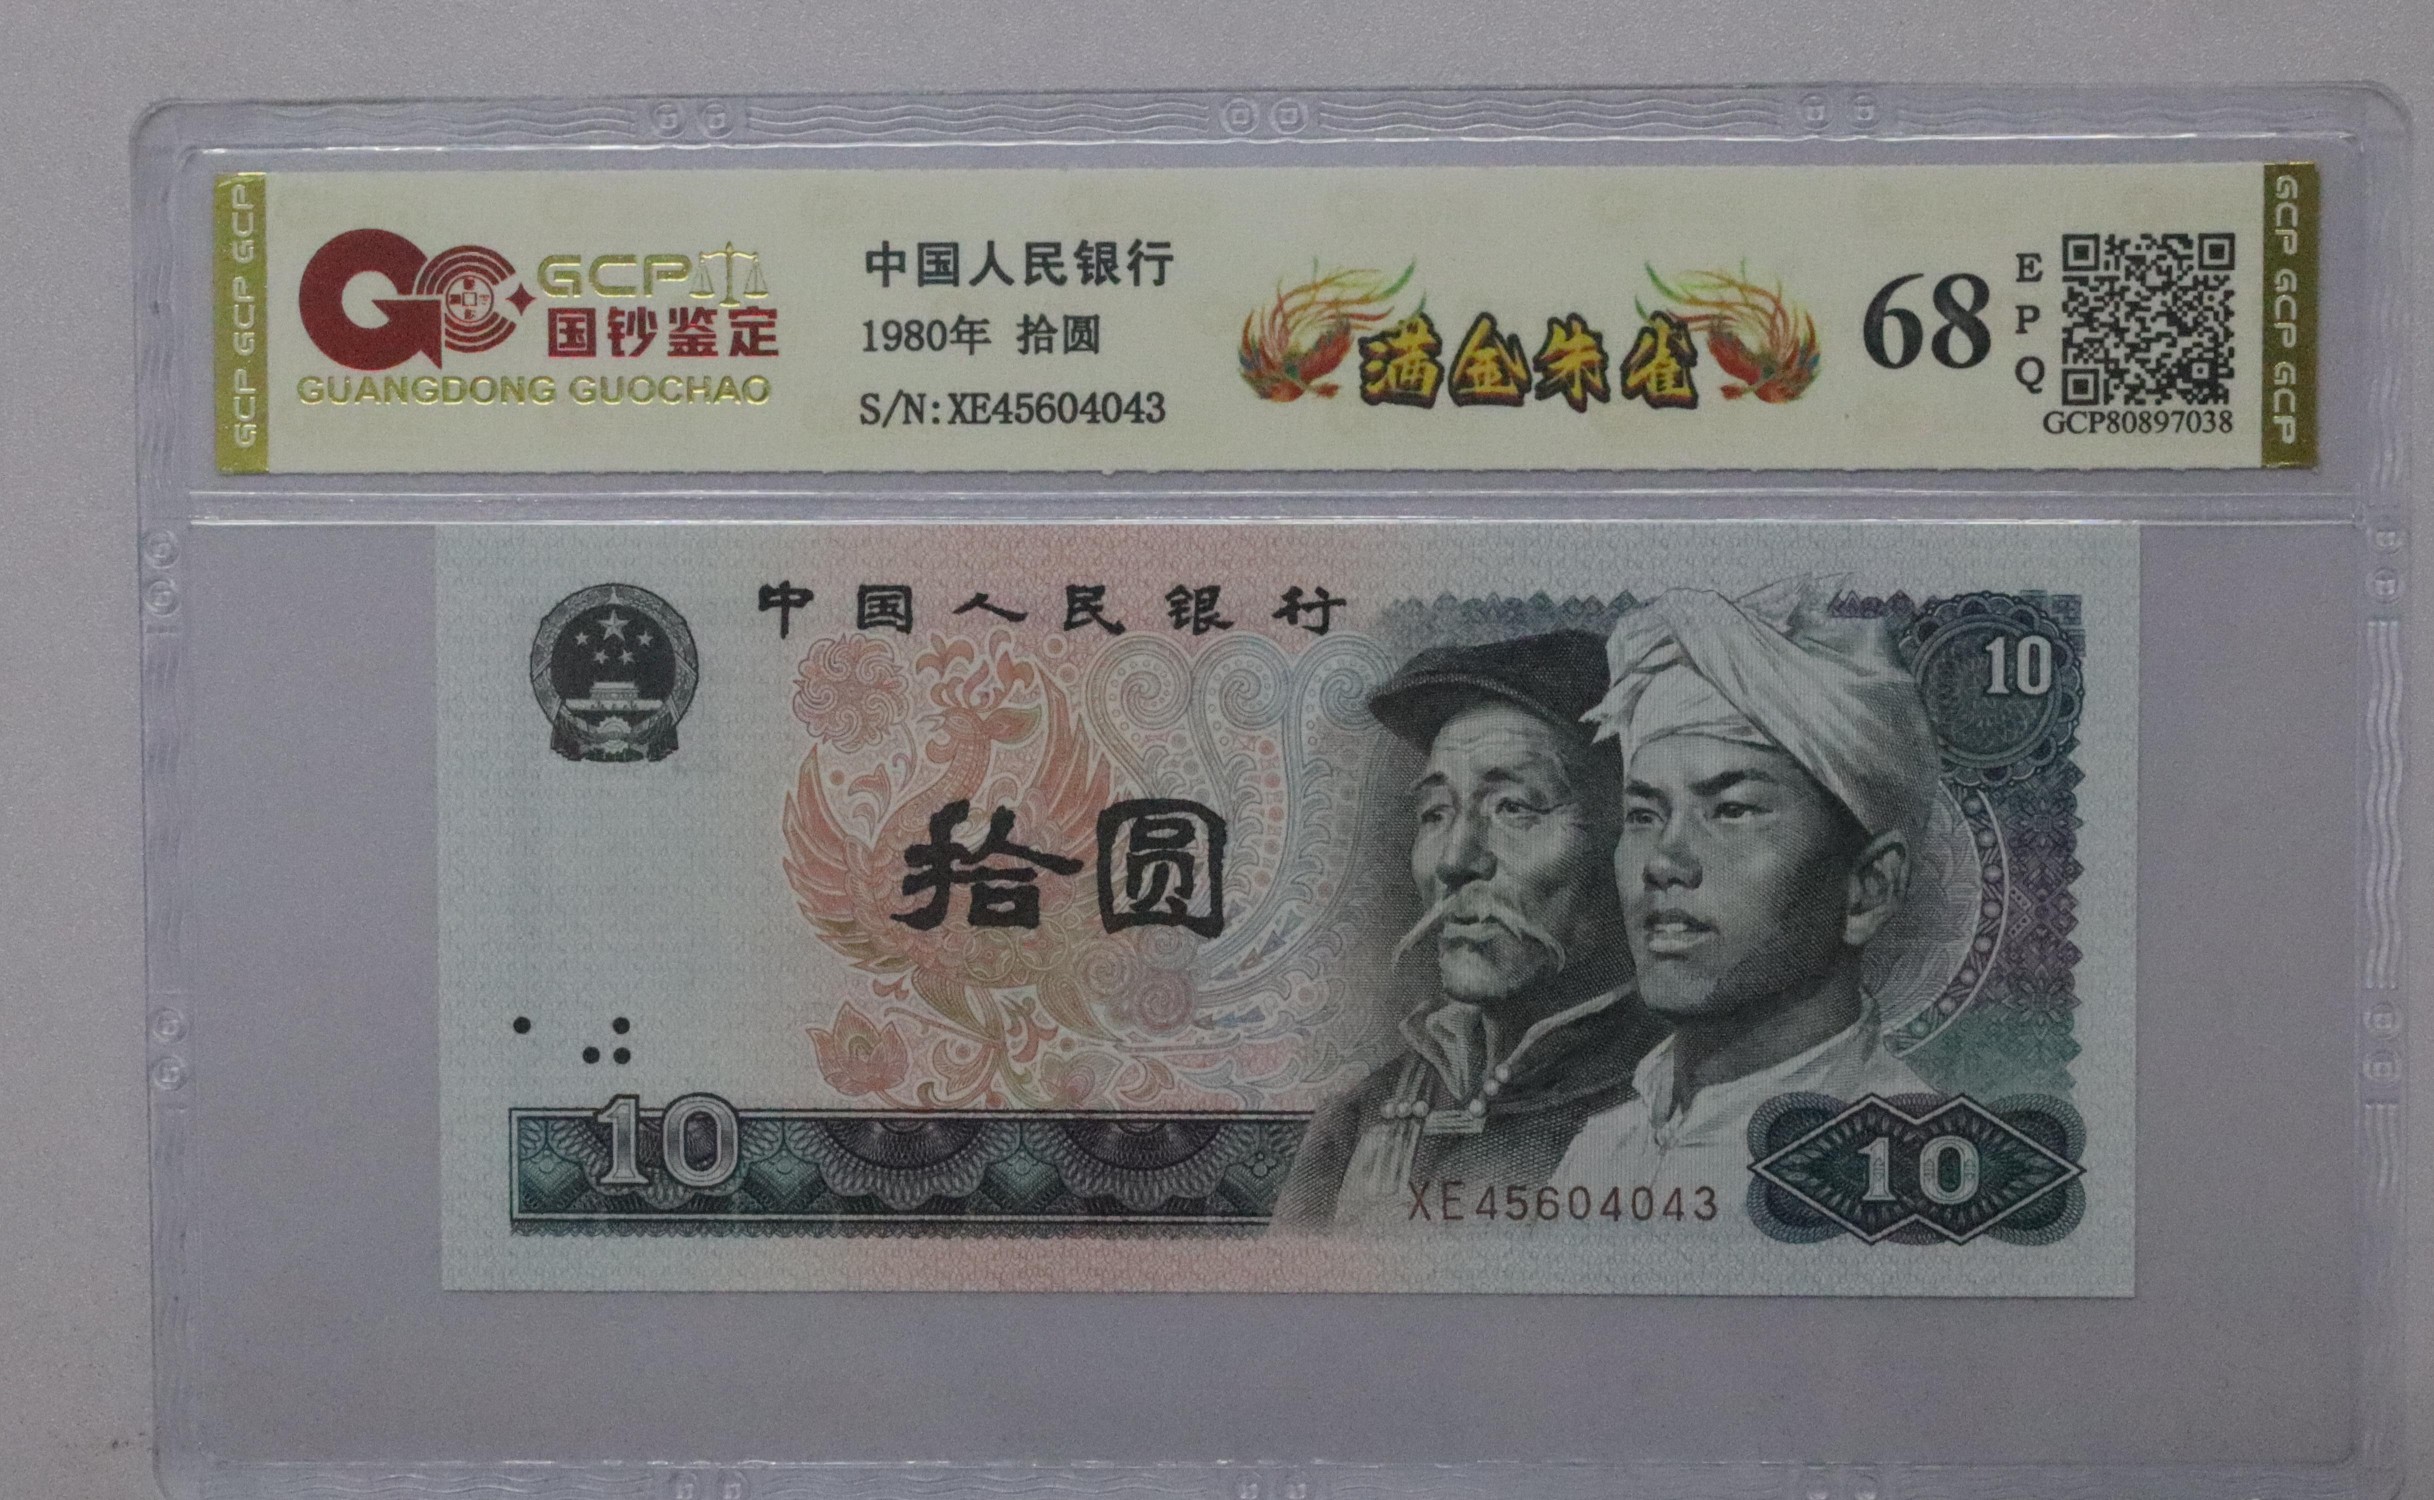 GCP GCP GCP
GCP
国钞鉴定
GUANGDONG GUOCHAO
中国人民银行
1980年 拾圆
S/N:XE45604043
满金朱雀
68
EPQ
GCP80897038
GCP GCP GCP
中国人民银行
10
拾圆
10
XE45604043
10